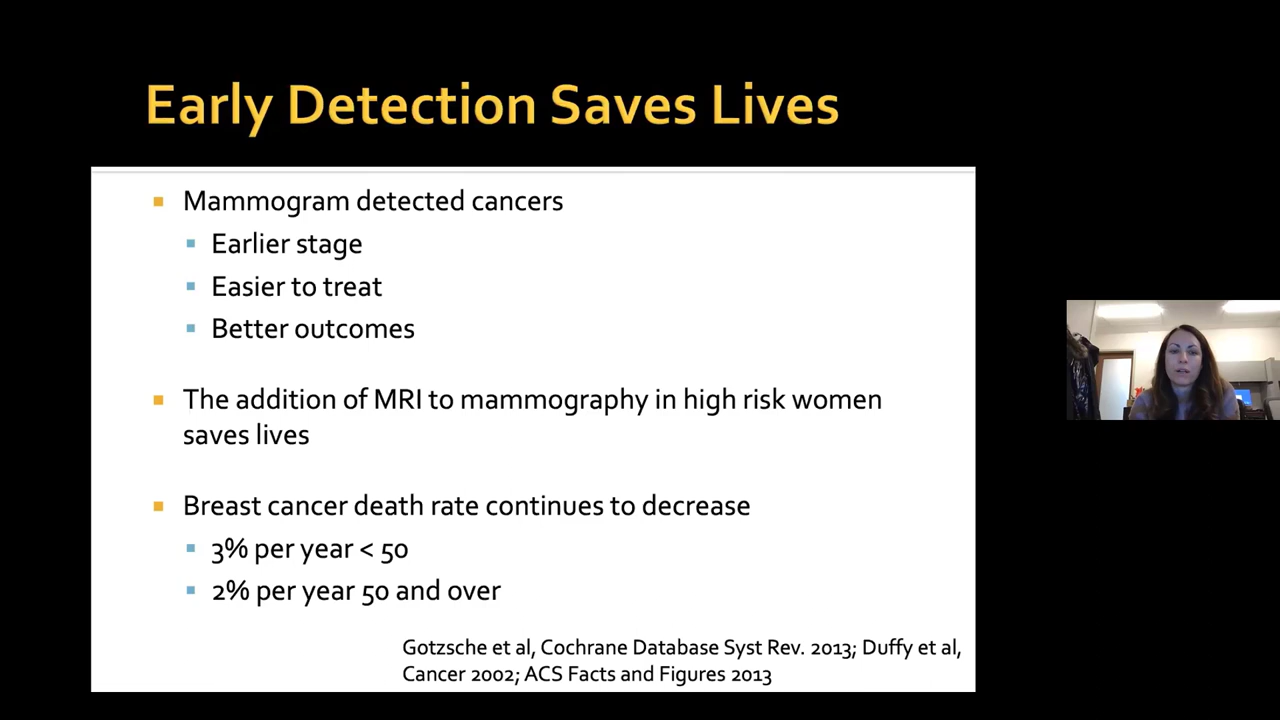 Early Detection Saves Lives
Mammogram detected cancers
Earlier stage
Easier to treat
Better outcomes
The addition of MRI to mammography in high risk women
saves lives
Breast cancer death rate continues to decrease
3% per year < 50
2% per year 50 and over
Gotzsche et al, Cochrane Database Syst Rev. 2013; Duffy et al,
Cancer 2002; ACS Facts and Figures 2013